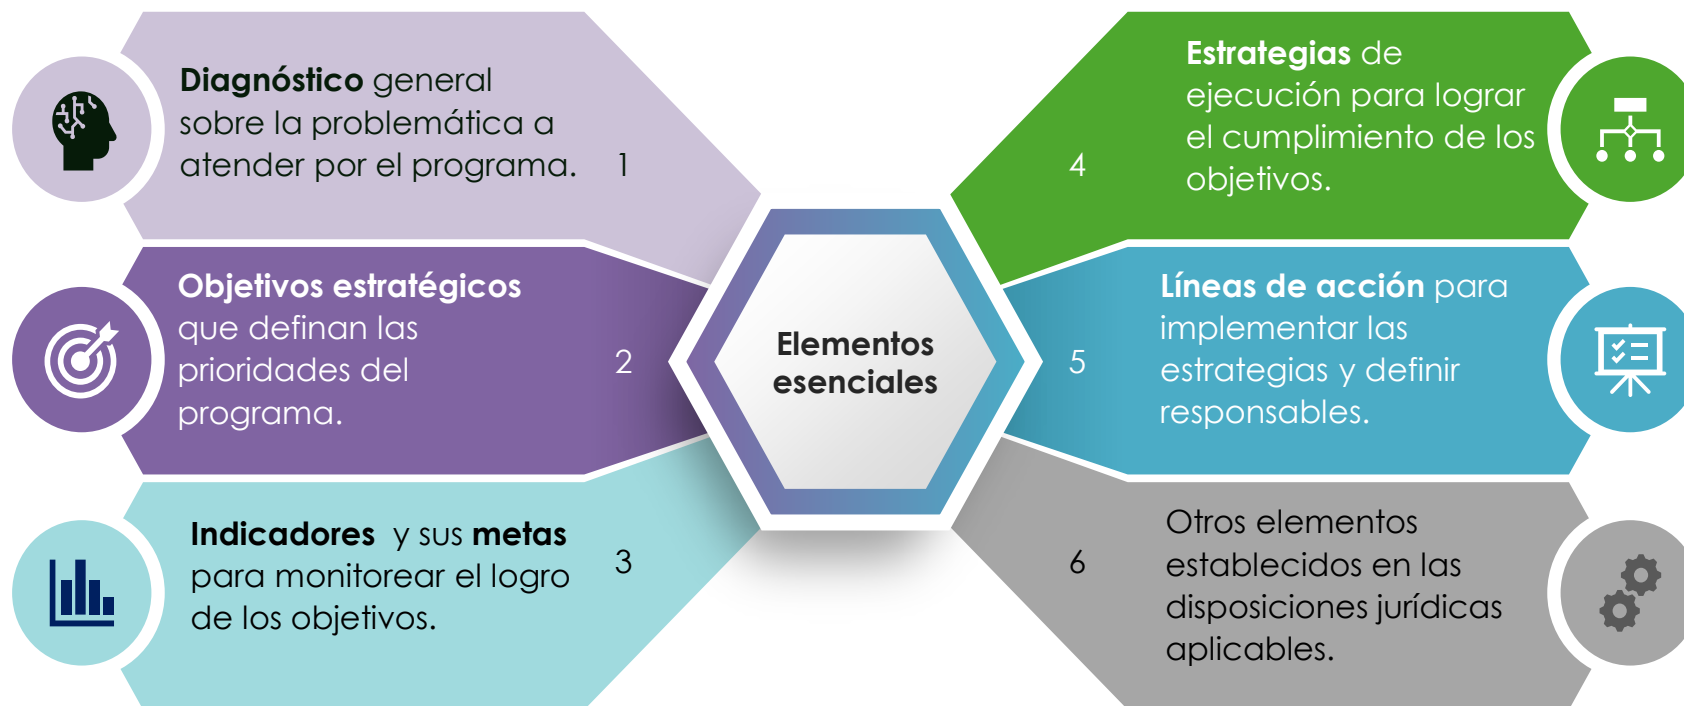 Diagnóstico general
sobre la problemática a
atender por el programa.
1
Objetivos estratégicos
que definan las
prioridades del
programa.
2
Indicadores y sus metas
para monitorear el logro
de los objetivos.
3
Elementos
esenciales
4
Estrategias de
ejecución para lograr
el cumplimiento de los
objetivos.
5
Líneas de acción para
implementar las
estrategias y definir
responsables.
6
Otros elementos
establecidos en las
disposiciones jurídicas
aplicables.